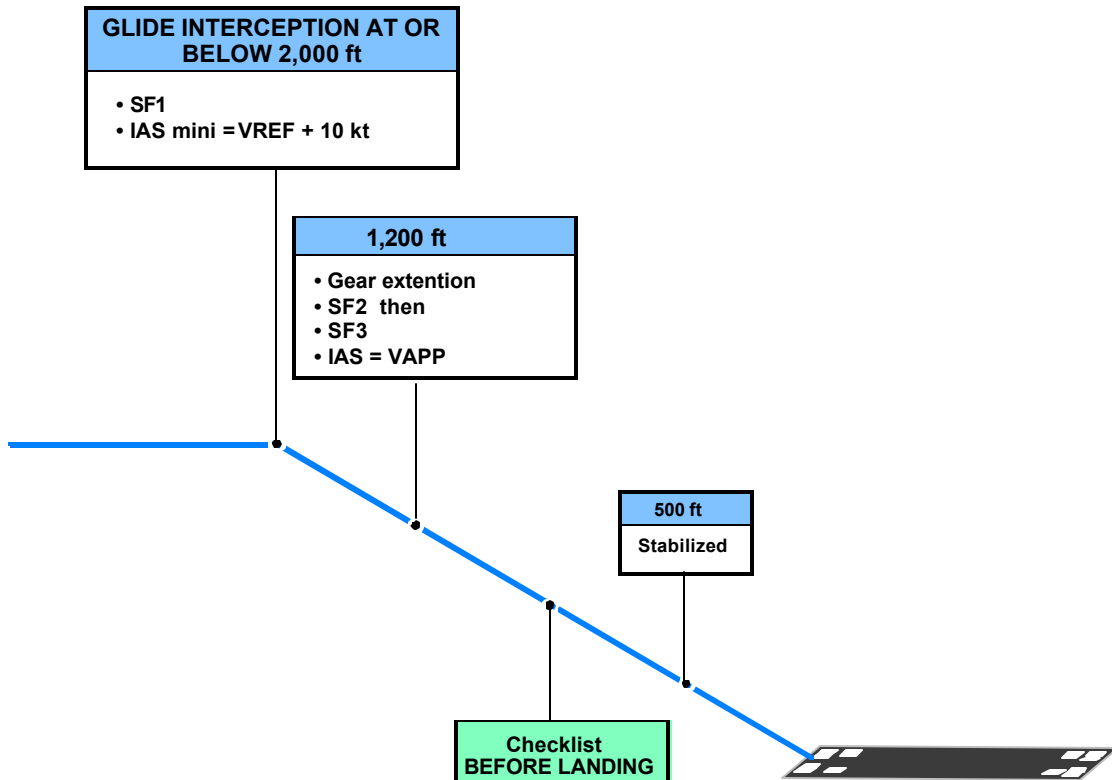 GLIDE INTERCEPTION AT OR
BELOW 2,000 ft
• SF1
• IAS mini = VREF + 10 kt
1,200 ft
• Gear extention
• SF2 then
• SF3
• IAS = VAPP
500 ft
Stabilized
Checklist
BEFORE LANDING